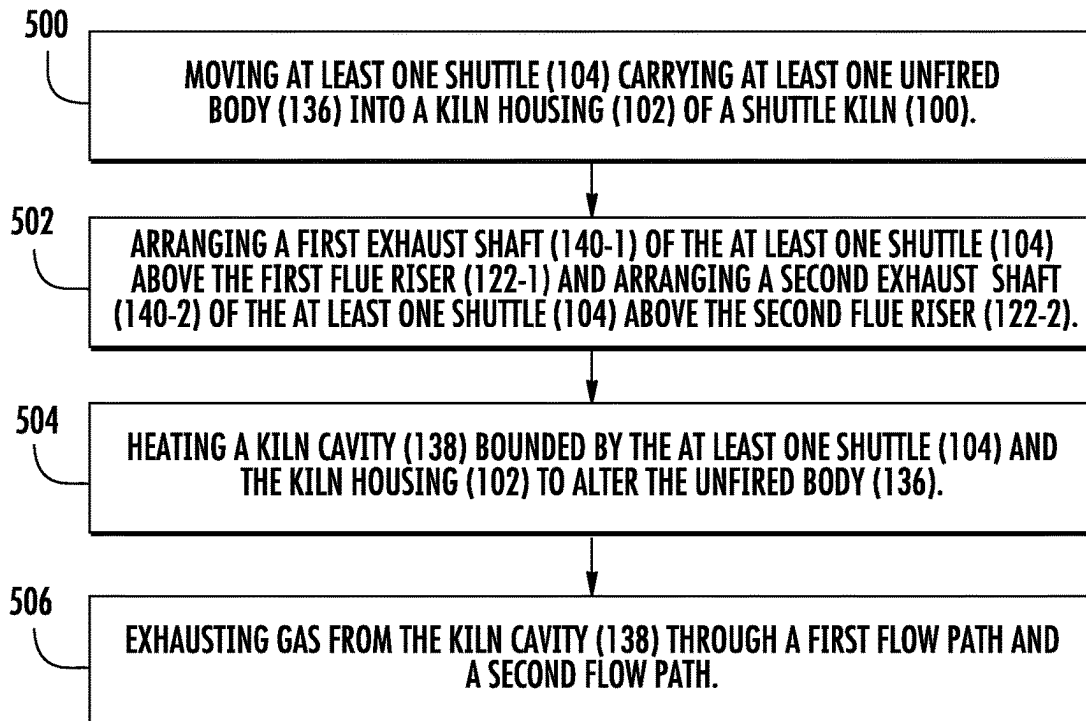 500
MOVING AT LEAST ONE SHUTTLE (104) CARRYING AT LEAST ONE UNFIRED
BODY (136) INTO A KILN HOUSING (102) OF A SHUTTLE KILN (100).
502
ARRANGING A FIRST EXHAUST SHAFT (140-1) OF THE AT LEAST ONE SHUTTLE (104)
ABOVE THE FIRST FLUE RISER (122-1) AND ARRANGING A SECOND EXHAUST SHAFT
(140-2) OF THE AT LEAST ONE SHUTTLE (104) ABOVE THE SECOND FLUE RISER (122-2).
504
HEATING A KILN CAVITY (138) BOUNDED BY THE AT LEAST ONE SHUTTLE (104) AND
THE KILN HOUSING (102) TO ALTER THE UNFIRED BODY (136).
506
EXHAUSTING GAS FROM THE KILN CAVITY (138) THROUGH A FIRST FLOW PATH AND
A SECOND FLOW PATH.